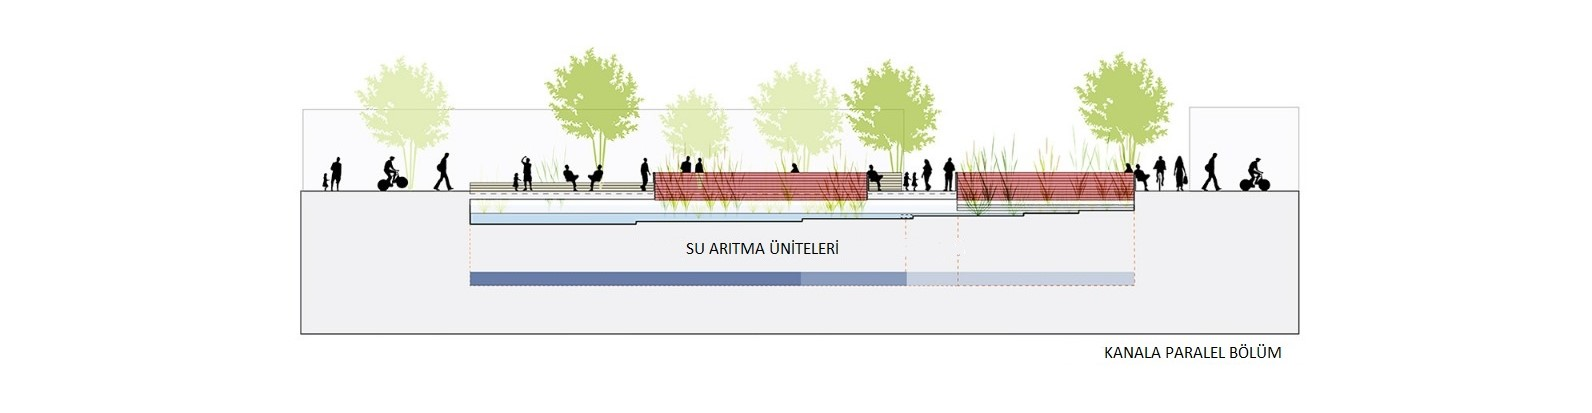 SU ARITMA ÜNİTELERİ
KANALA PARALEL BÖLÜM